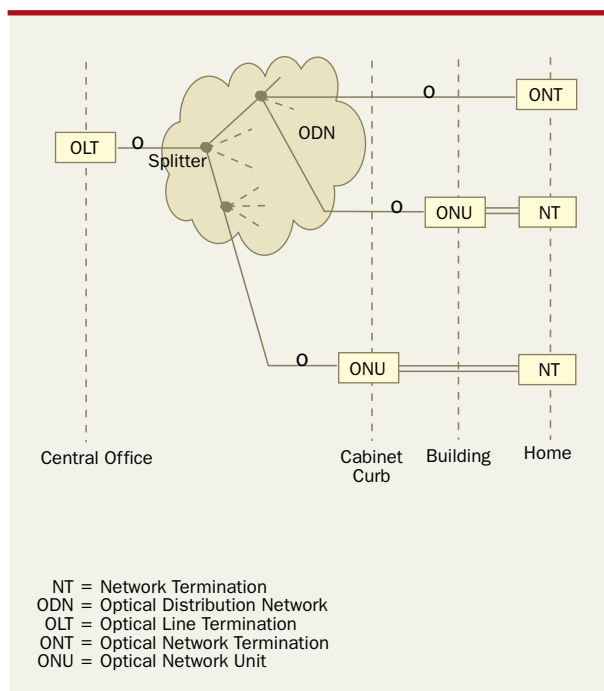 O
ONT
OLT
O
Splitter
ODN
O
ONU
NT
O
ONU
NT
Central Office
Cabinet
Curb
Building
Home
NT = Network Termination
ODN = Optical Distribution Network
OLT = Optical Line Termination
ONT = Optical Network Termination
ONU = Optical Network Unit